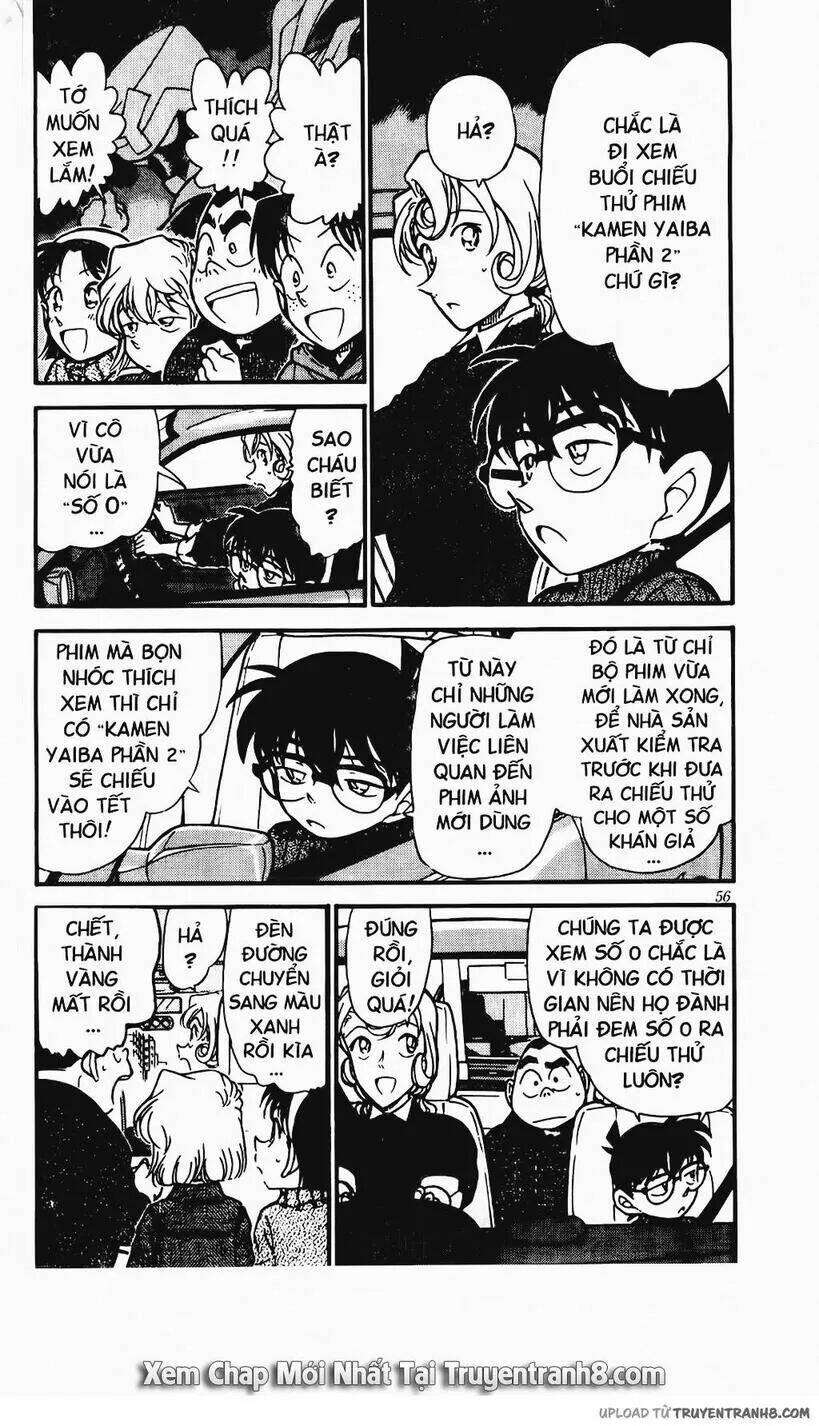 CHẮC LÀ
ĐI XEM
BUỔI CHIẾU
THỬ PHIM
"KAMEN YAIBA
PHẦN 2"
CHỨ GÌ?
HẢ?
THẬT
À?
THÍCH
QUÁ
!!
TỚ
MUỐN
XEM
LẮM!
SAO
CHÁU
BIẾT
?
VÌ CÔ
VỪA
NÓI LÀ
"SỐ 0"
...
ĐÓ LÀ TỪ CHỈ
BỘ PHIM VỪA
MỚI LÀM XONG,
ĐỂ NHÀ SẢN
XUẤT KIỂM TRA
TRƯỚC KHI ĐƯA
RA CHIẾU THỬ
CHO MỘT SỐ
KHÁN GIẢ
...
TỪ NÀY
CHỈ NHỮNG
NGƯỜI LÀM
VIỆC LIÊN
QUAN ĐẾN
PHIM ẢNH
MỚI DÙNG
...
PHIM MÀ BỌN
NHÓC THÍCH
XEM THÌ CHỈ
CÓ "KAMEN
YAIBA PHẦN 2"
SẼ CHIẾU
VÀO TẾT
THÔI!
56
CHÚNG TA ĐƯỢC
XEM SỐ 0 CHẮC LÀ
VÌ KHÔNG CÓ THỜI
GIAN NÊN HỌ ĐÀNH
PHẢI ĐEM SỐ 0 RA
CHIẾU THỬ
LUÔN?
ĐÚNG
RỒI,
GIỎI
QUÁ!
ĐÈN
ĐƯỜNG
CHUYỂN
SANG MÀU
XANH
RỒI KÌA
...
HẢ
?
CHẾT,
THÀNH
VÀNG
MẤT RỒI
...
Xem Chap Mới Nhất Tại Truyentranh8.com
UPLOAD TỪ TRUYENTRANH8.COM